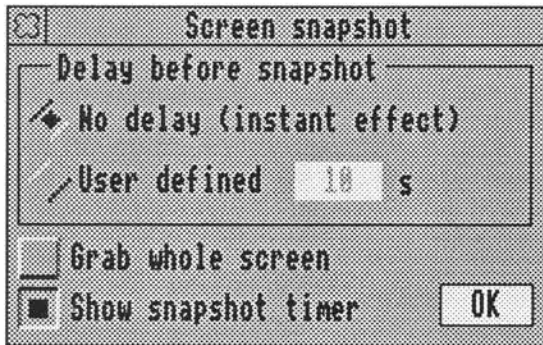 Screen snapshot
Delay before snapshot
No delay (instant effect)
User defined 10 s
Grab whole screen
Show snapshot timer
OK